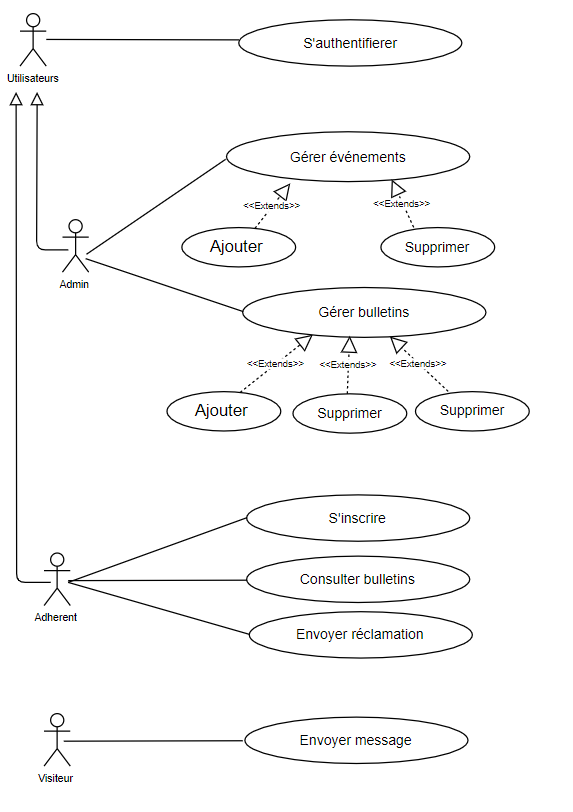 S'authentifierer
Utilisateurs
Gérer événements
<<Extends>>
<<Extends>>
Ajouter
Supprimer
Admin
Gérer bulletins
<<Extends>>
<<Extends>>
<<Extends>>
Ajouter
Supprimer
Supprimer
S'inscrire
Consulter bulletins
Adherent
Envoyer réclamation
Envoyer message
Visiteur